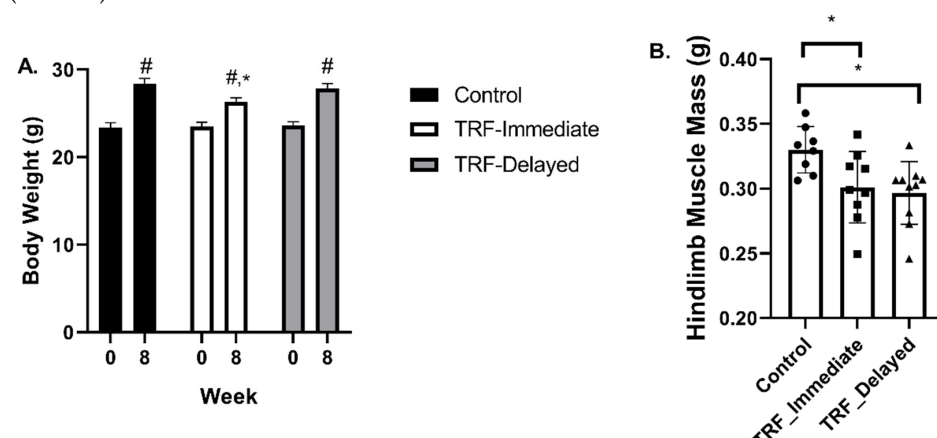 A.
30
20
10
0
Body Weight (g)
#
#,*
#
0 8 0 8 0 8
Week
Control
TRF-Immediate
TRF-Delayed
B.
*
*
Hindlimb Muscle Mass (g)
0.40
0.35
0.30
0.25
0.20
Control
TRF_Immediate
TRF_Delayed